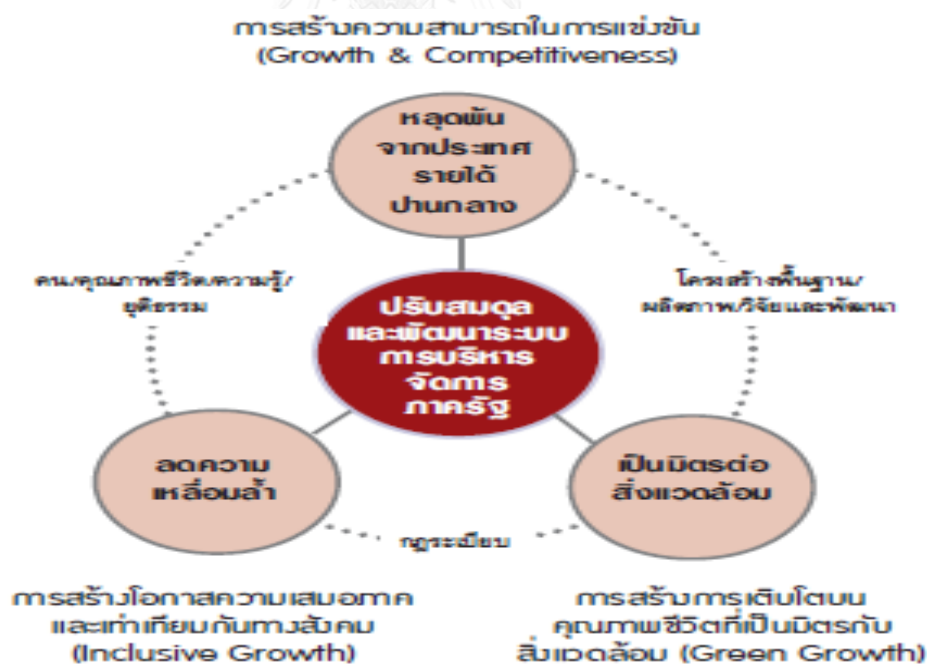 การสร้างความสามารถในการแข่งขัน
(Growth & Competitiveness)
หลุดพ้น
จากประเทศ
รายได้
ปานกลาง
คน/คุณภาพชีวิต/ความรู้/
ยุติธรรม
โครงสร้างพื้นฐาน/
ผลิตภาพ/วิจัยและพัฒนา
ปรับสมดุล
และพัฒนาระบบ
การบริหาร
จัดการ
ภาครัฐ
ลดความ
เหลื่อมล้ำ
เป็นมิตรต่อ
สิ่งแวดล้อม
กฎระเบียบ
การสร้างโอกาสความเสมอภาค
และเท่าเทียมกันทางสังคม
(Inclusive Growth)
การสร้างการเติบโตบน
คุณภาพชีวิตที่เป็นมิตรกับ
สิ่งแวดล้อม (Green Growth)